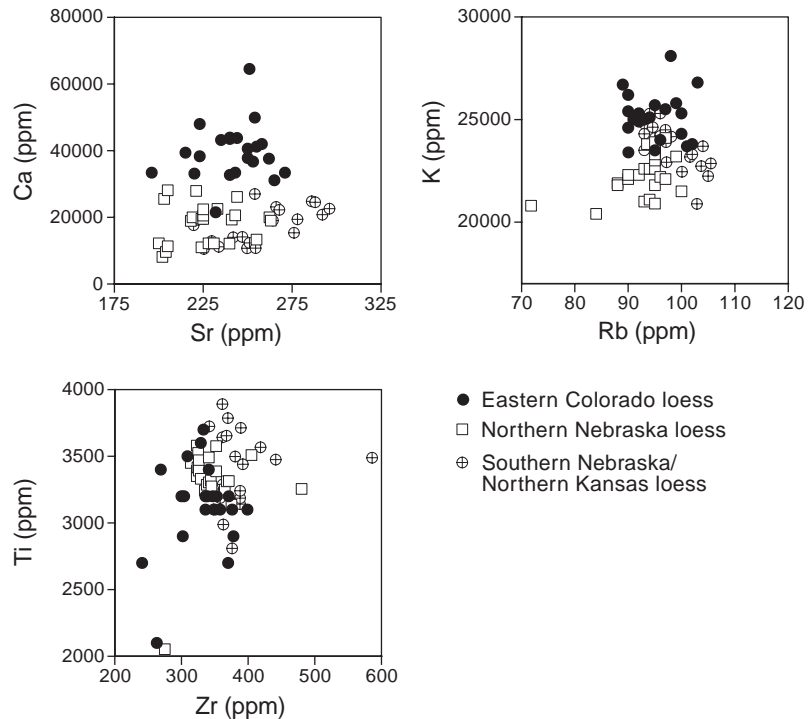 80000
60000
40000
20000
0
Ca (ppm)
175 225 275 325
Sr (ppm)
30000
25000
20000
K (ppm)
70 80 90 100 110 120
Rb (ppm)
4000
3500
3000
2500
2000
Ti (ppm)
200 300 400 500 600
Zr (ppm)
Eastern Colorado loess
Northern Nebraska loess
Southern Nebraska/
Northern Kansas loess